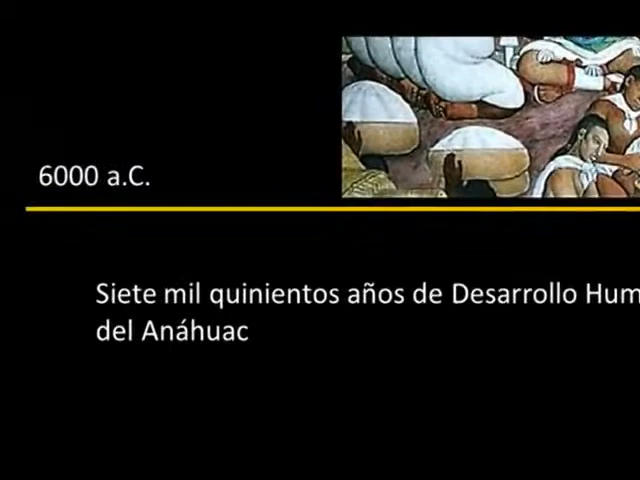 6000 a.C.
Siete mil quinientos años de Desarrollo Hum
del Anáhuac